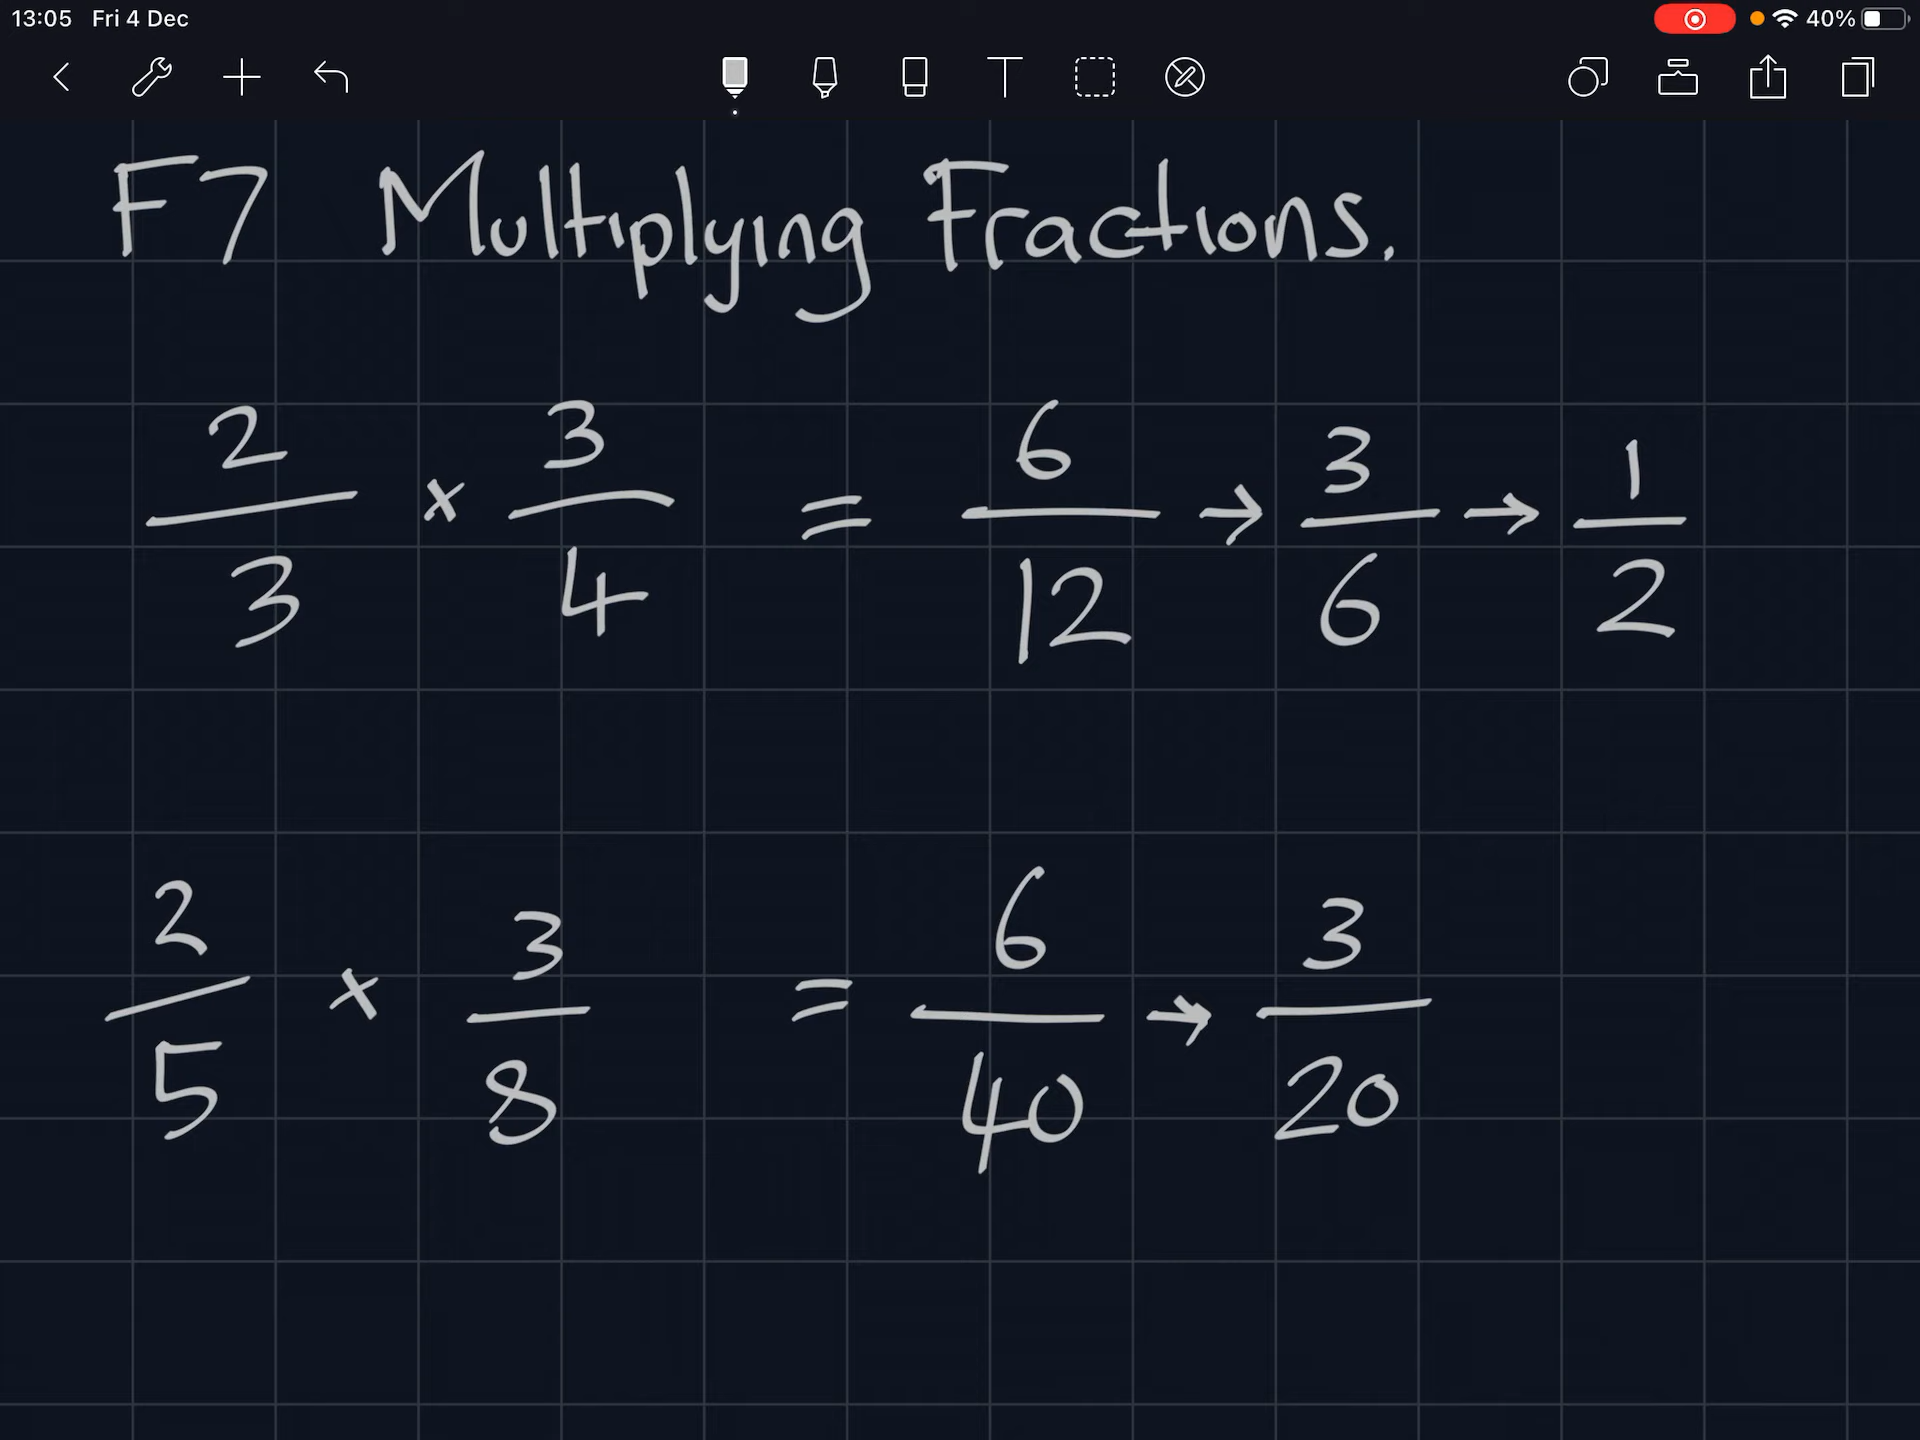 13:05 Fri 4 Dec 40%
F7 Multiplying Fractions.
2/3 × 3/4 = 6/12 → 3/6 → 1/2
2/5 × 3/8 = 6/40 → 3/20